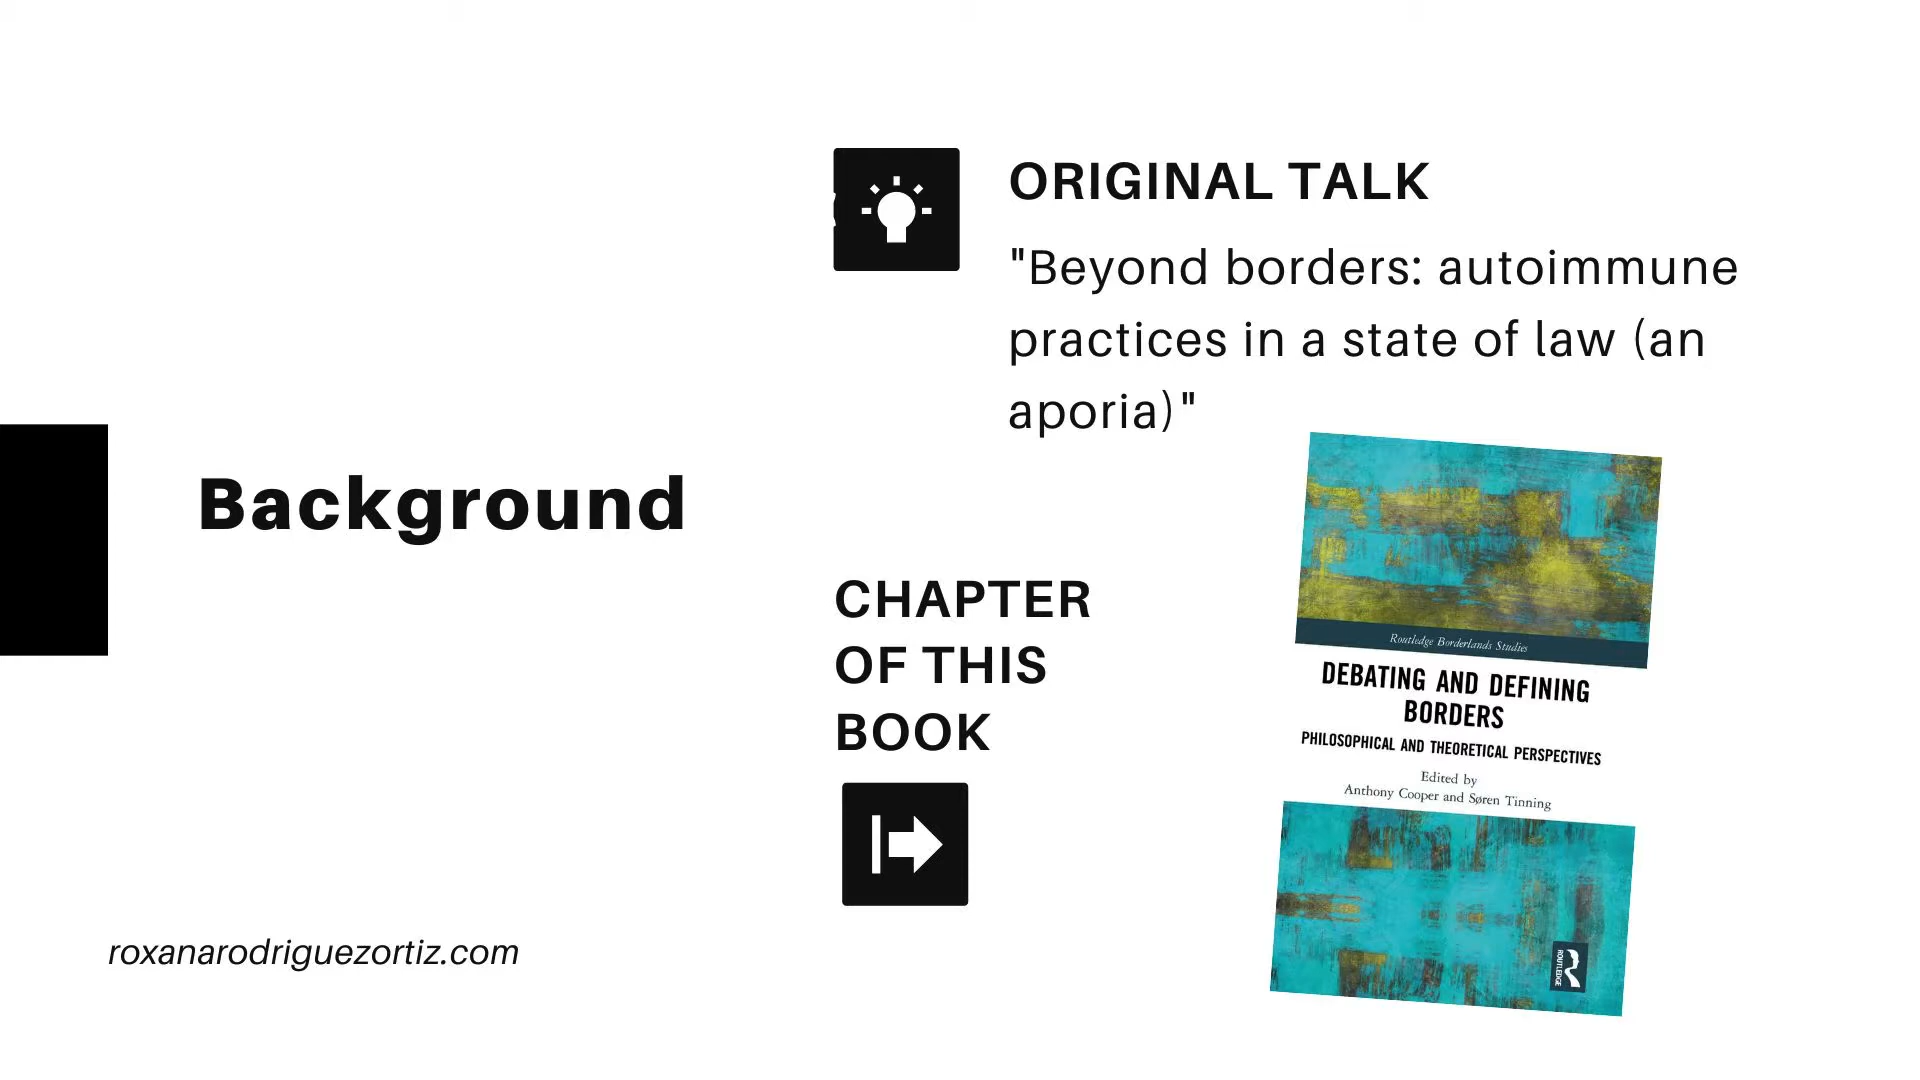 ORIGINAL TALK
"Beyond borders: autoimmune
practices in a state of law (an
aporia)"
Background
CHAPTER
OF THIS
BOOK
Routledge Borderlands Studies
DEBATING AND DEFINING
BORDERS
PHILOSOPHICAL AND THEORETICAL PERSPECTIVES
Edited by
Anthony Cooper and Søren Tinning
ROUTLEDGE
roxanarodriguezortiz.com